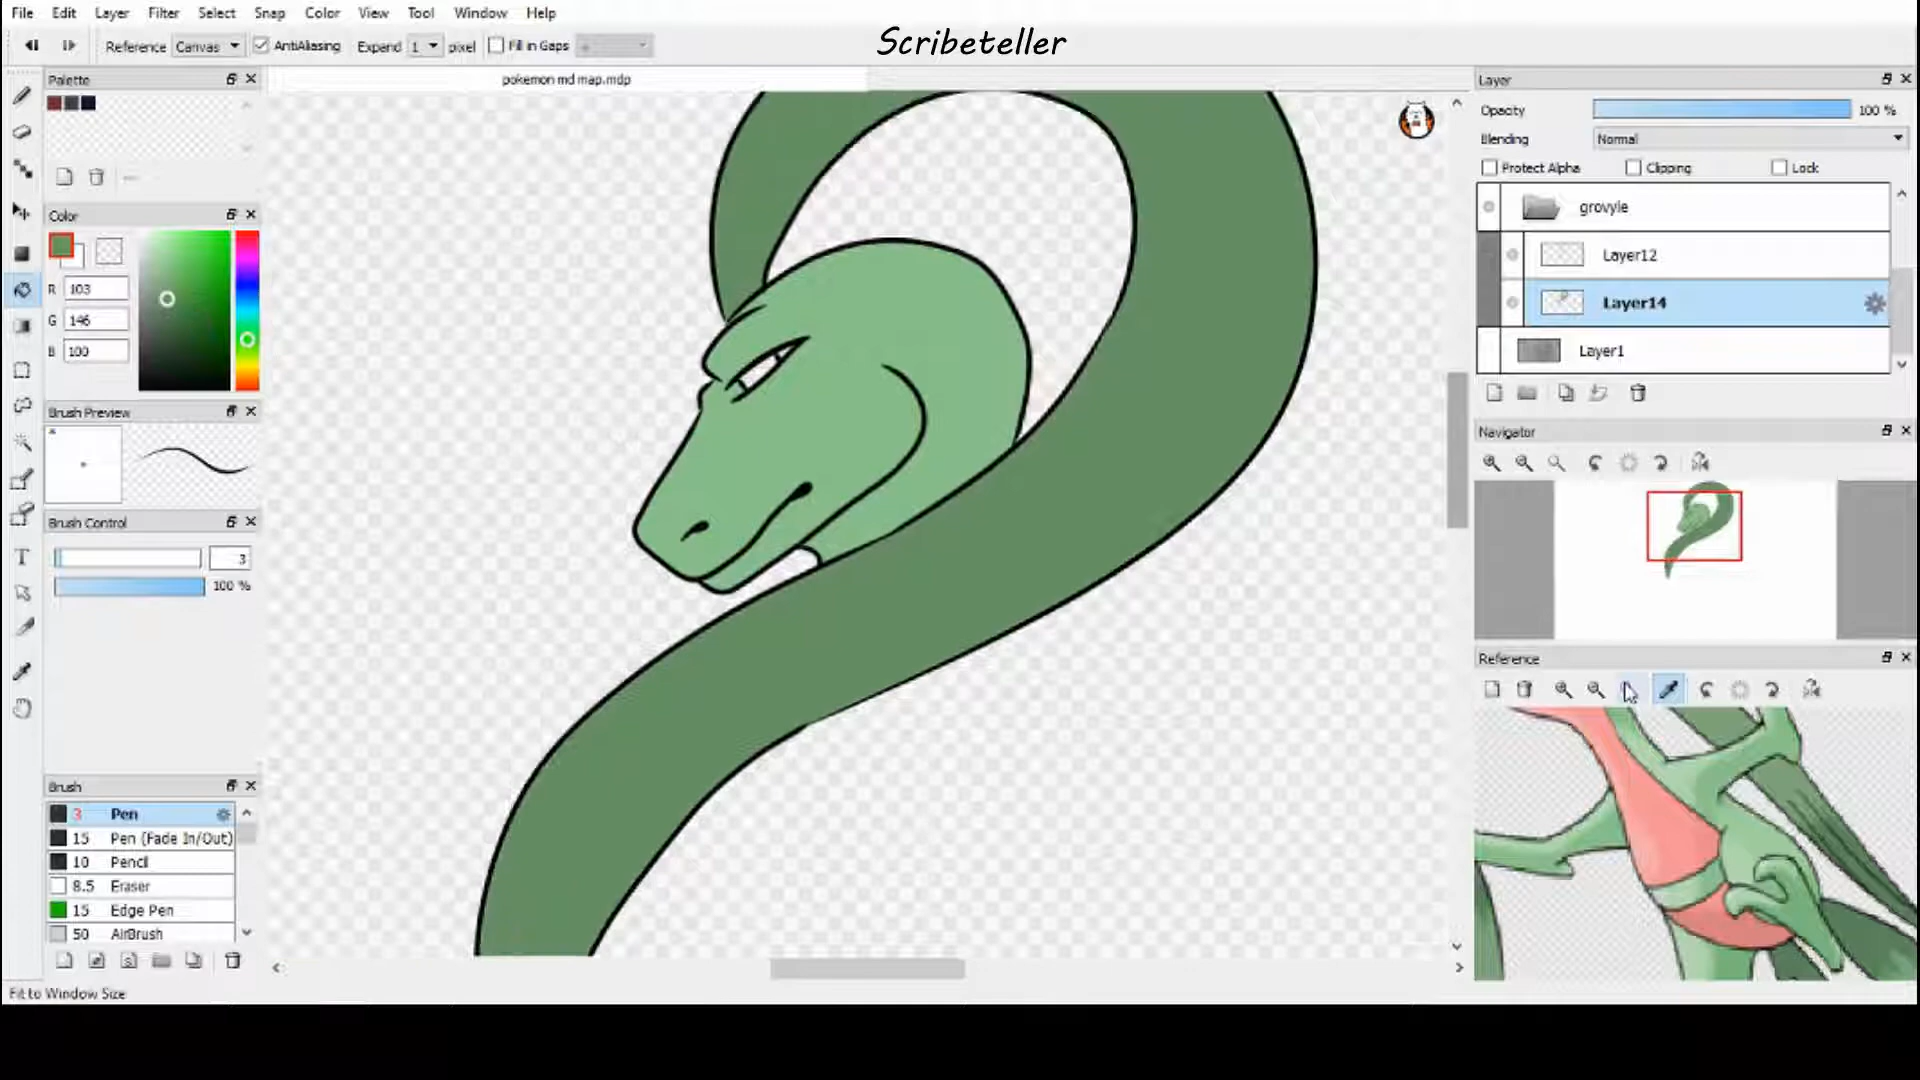 File Edit Layer Filter Select Snap Color View Tool Window Help
Scribeteller
Reference Canvas AntiAliasing Expand 1 pixel Fill in Gaps
Palette
pokemon md map.mdp
Layer
Opacity 100 %
Blending Normal
Protect Alpha Clipping Lock
grovyle
Layer12
Layer14
Layer1
Color
R 103
G 146
B 100
Brush Preview
Navigator
Brush Control
3
100 %
Reference
Brush
3 Pen
15 Pen (Fade In/Out)
10 Pencil
8.5 Eraser
15 Edge Pen
50 AirBrush
Fit to Window Size